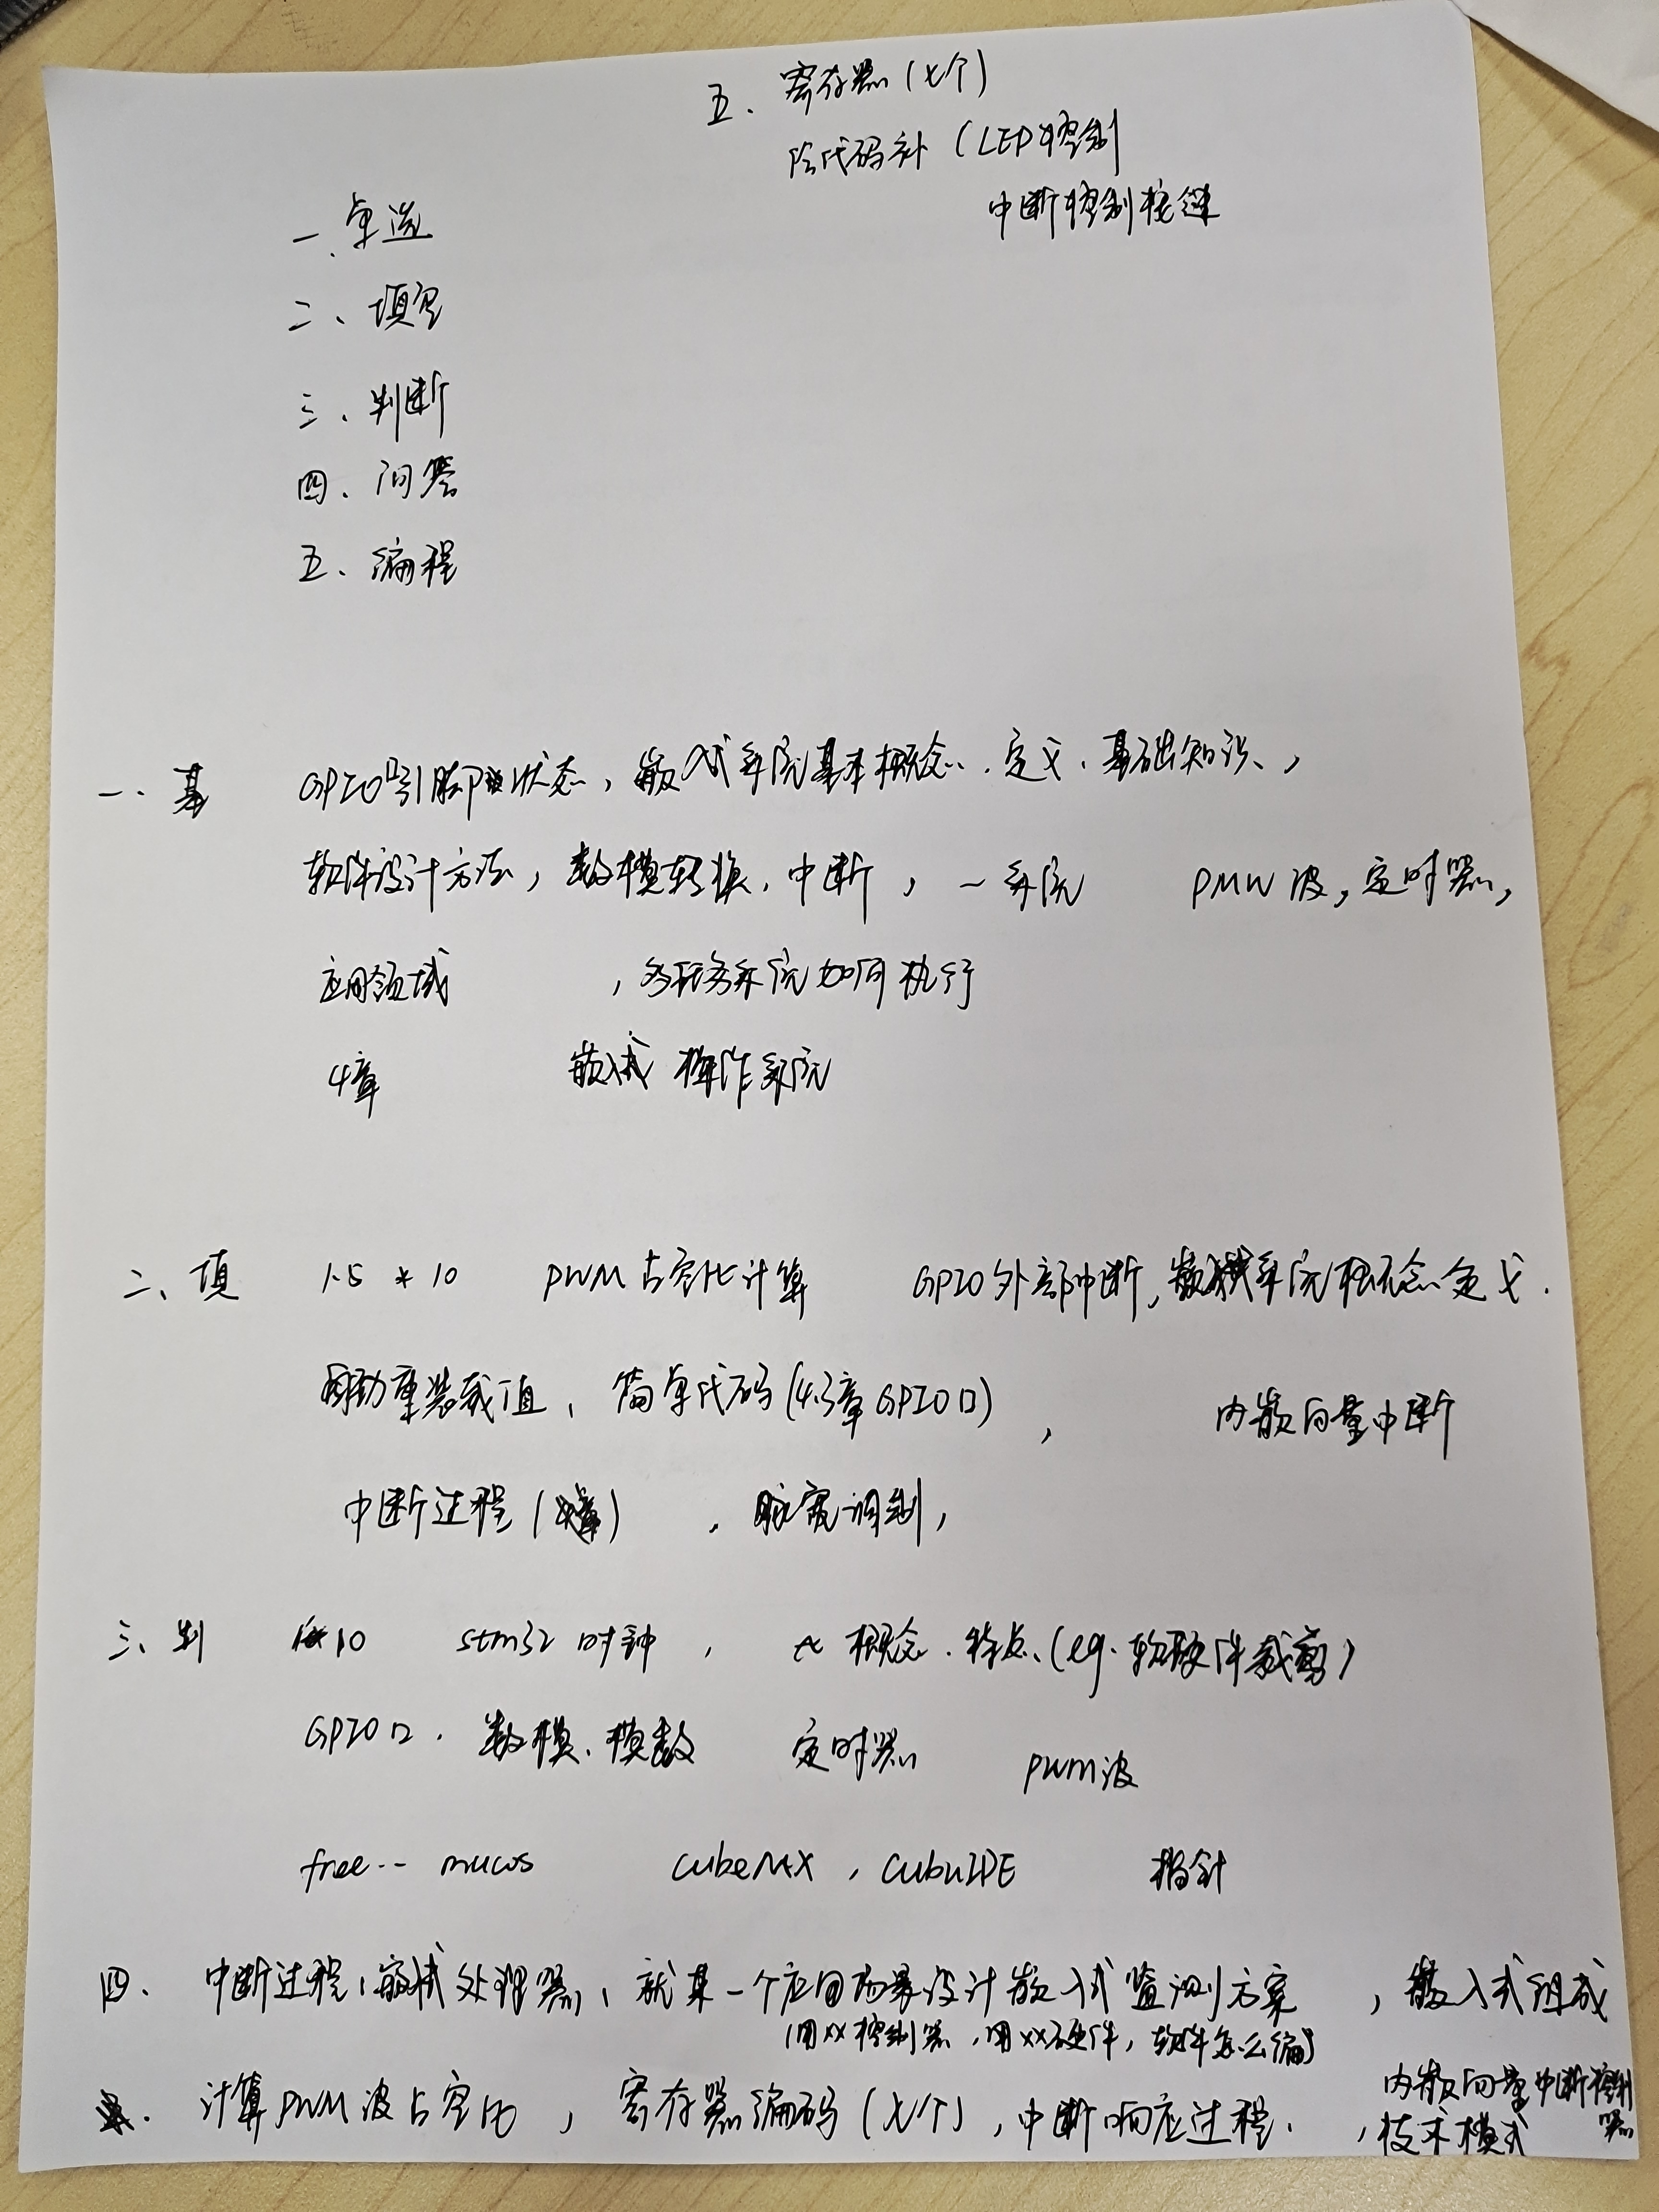 五、寄存器(七个)
代码补(LED控制
中断控制按键
一、单选
二、填空
三、判断
四、问答
五、编程
一、基 GPIO口引脚状态,嵌入式系统基本概念、定义、基础知识、,
软件设计方法,数模转换、中断, 一系统 PMW波,定时器,
应用领域 ,多任务系统如何执行
4章 嵌入式 操作系统
二、填 1.5 * 10 PWM占空比计算 GPIO外部中断,嵌入式系统概念定义.
自动重装载值、简单代码(4.3章GPIO口) , 内嵌向量中断
中断过程( ) 、脉宽调制,
三、判 1*10 stm32时钟 , 概念、特点、(eg.软硬件裁剪)
GPIO口、数模、模数 定时器 PWM波
free-- mucos cubeMX , CubuIDE 指针
四、中断过程、嵌入式处理器、就某一个应用场景设计嵌入式监测方案 ,嵌入式组成
(用xx控制器,用xx硬件,软件怎么编)
计算PWM波占空比 ,寄存器编码(七个),中断响应过程. 内嵌向量中断控制器
,技术模式